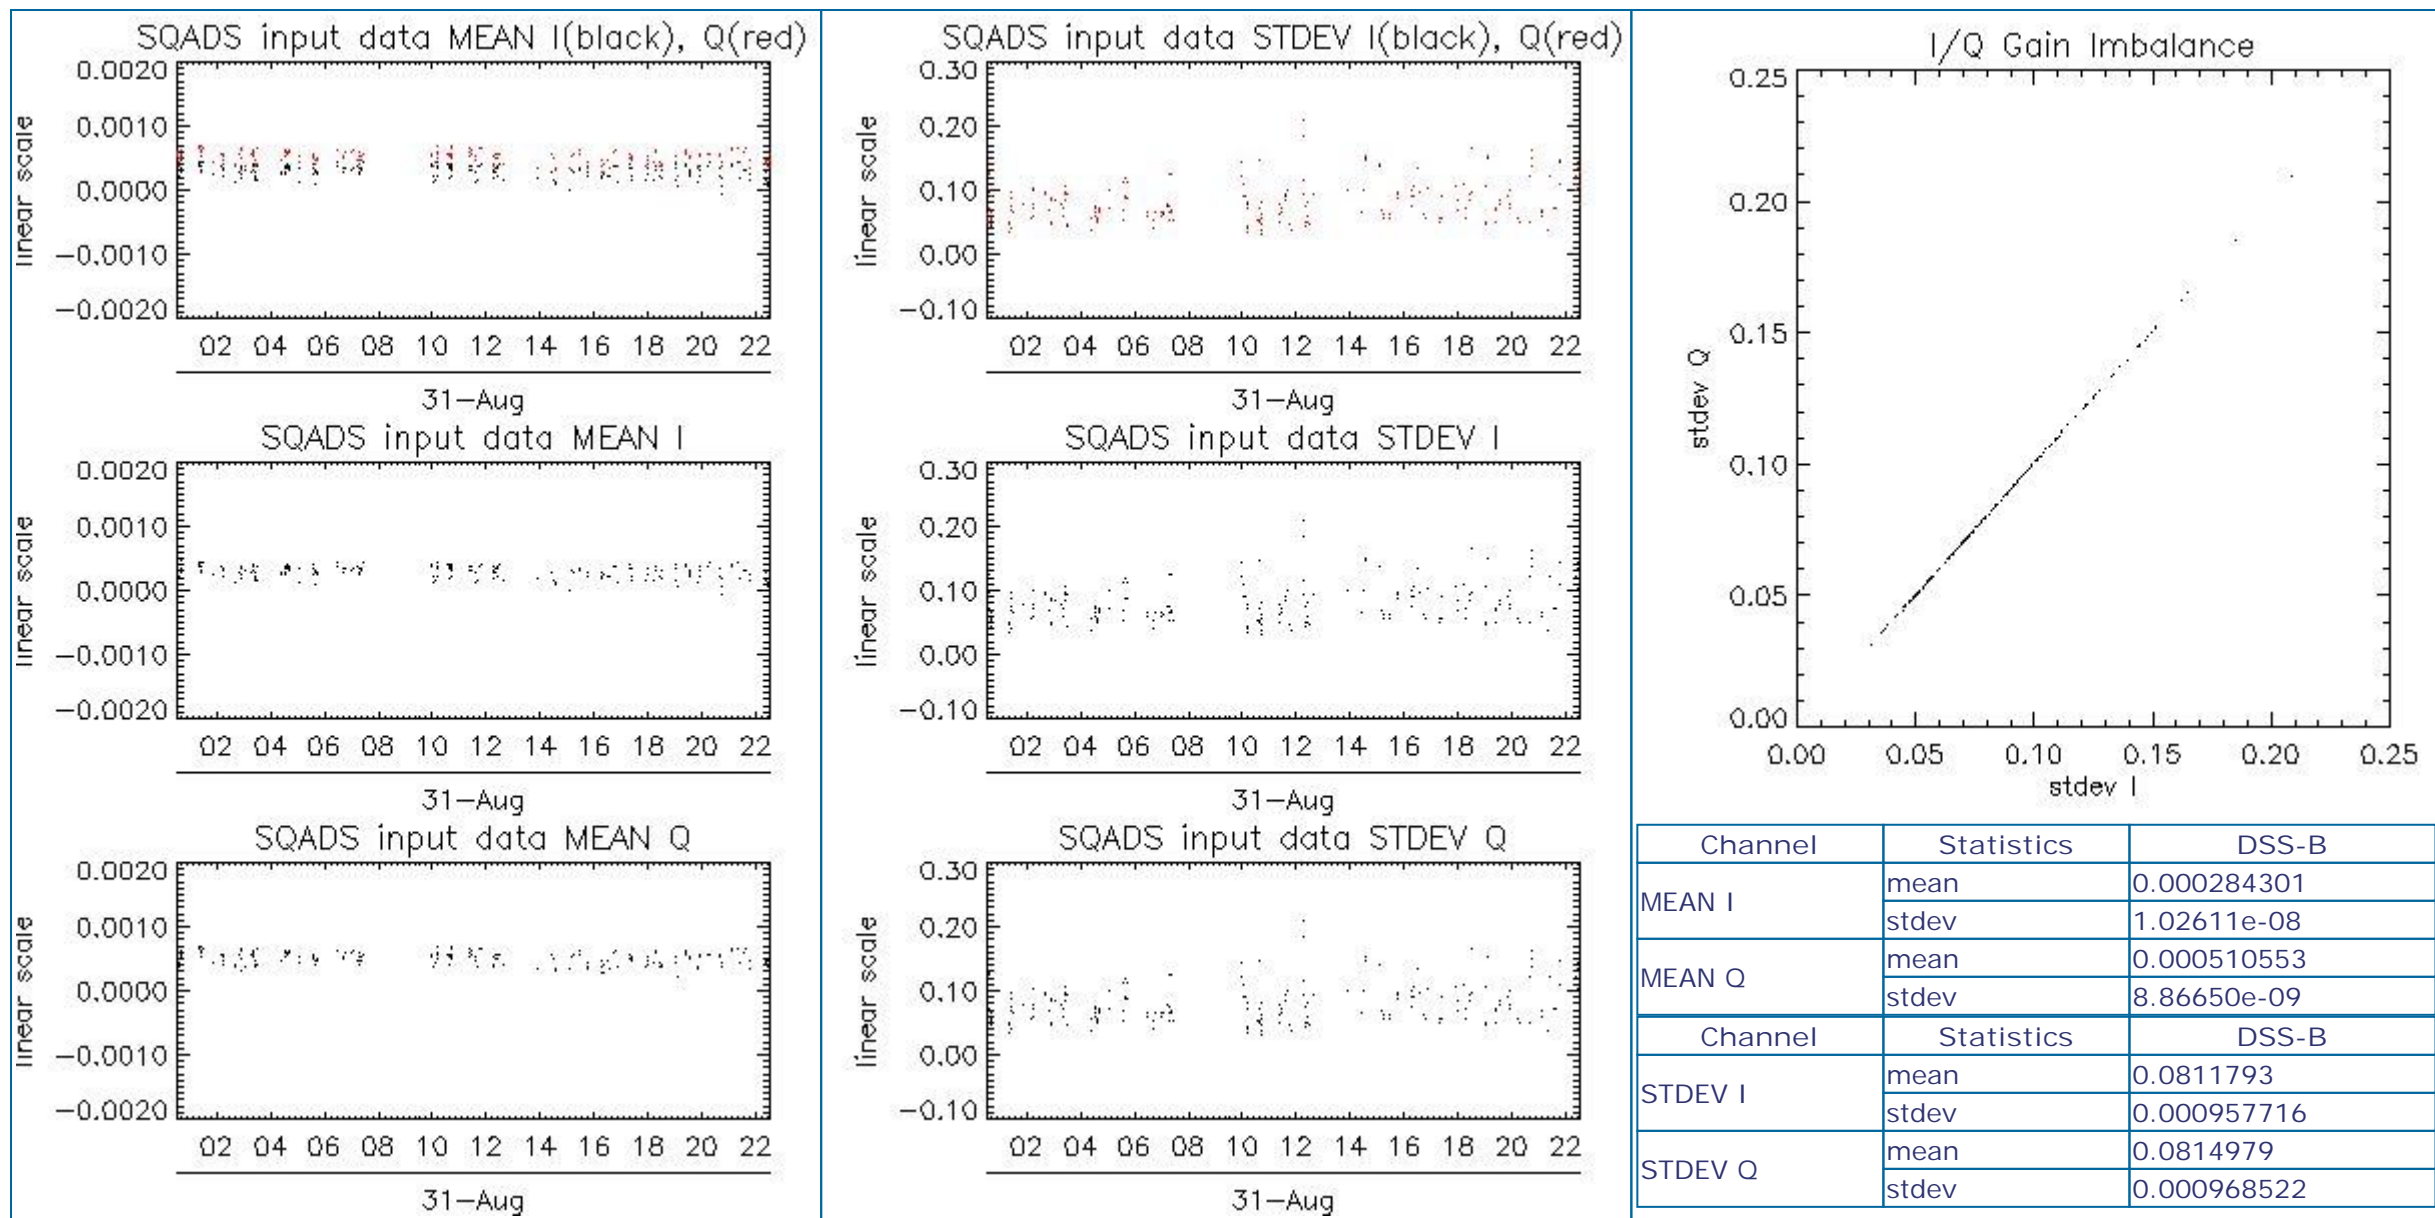 SQADS input data MEAN I(black), Q(red)
0.0020
0.0010
0.0000
−0.0010
−0.0020
linear scale
02 04 06 08 10 12 14 16 18 20 22
31−Aug
SQADS input data MEAN I
0.0020
0.0010
0.0000
−0.0010
−0.0020
linear scale
02 04 06 08 10 12 14 16 18 20 22
31−Aug
SQADS input data MEAN Q
0.0020
0.0010
0.0000
−0.0010
−0.0020
linear scale
02 04 06 08 10 12 14 16 18 20 22
31−Aug
SQADS input data STDEV I(black), Q(red)
0.30
0.20
0.10
0.00
−0.10
linear scale
02 04 06 08 10 12 14 16 18 20 22
31−Aug
SQADS input data STDEV I
0.30
0.20
0.10
0.00
−0.10
linear scale
02 04 06 08 10 12 14 16 18 20 22
31−Aug
SQADS input data STDEV Q
0.30
0.20
0.10
0.00
−0.10
linear scale
02 04 06 08 10 12 14 16 18 20 22
31−Aug
I/Q Gain Imbalance
0.25
0.20
0.15
0.10
0.05
0.00
stdev Q
0.00 0.05 0.10 0.15 0.20 0.25
stdev I
Channel Statistics DSS-B
MEAN I mean 0.000284301
stdev 1.02611e-08
MEAN Q mean 0.000510553
stdev 8.86650e-09
Channel Statistics DSS-B
STDEV I mean 0.0811793
stdev 0.000957716
STDEV Q mean 0.0814979
stdev 0.000968522